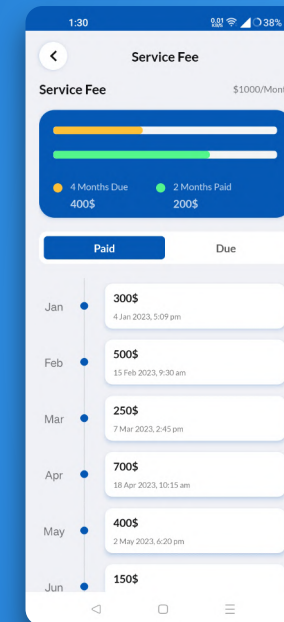 1:30 0.01 KB/S 38%
Service Fee
Service Fee $1000/Mont
4 Months Due 2 Months Paid
400$ 200$
Paid Due
Jan 300$
4 Jan 2023, 5:09 pm
Feb 500$
15 Feb 2023, 9:30 am
Mar 250$
7 Mar 2023, 2:45 pm
Apr 700$
18 Apr 2023, 10:15 am
May 400$
2 May 2023, 6:20 pm
Jun 150$